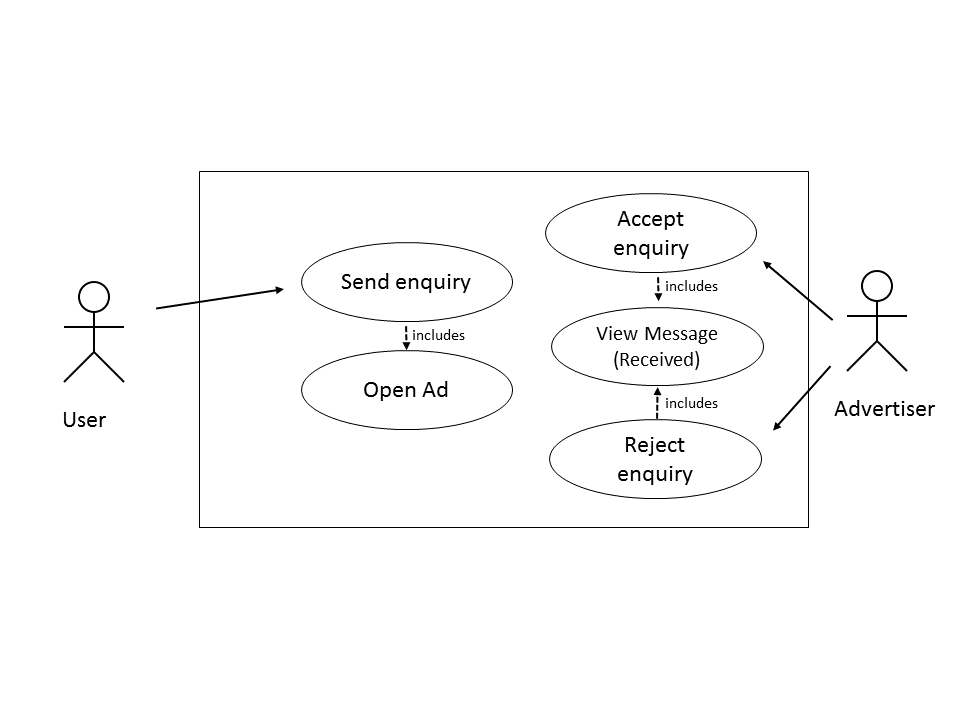 Send enquiry
includes
Open Ad
User
Accept
enquiry
includes
View Message
(Received)
includes
Reject
enquiry
Advertiser